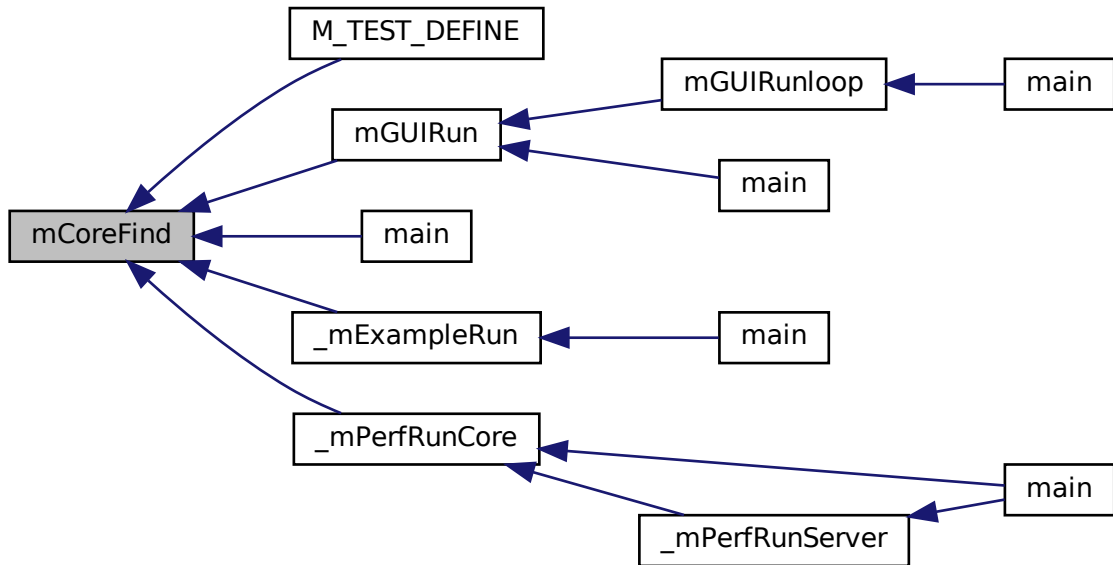 M_TEST_DEFINE
mGUIRunloop
main
mGUIRun
main
mCoreFind
main
_mExampleRun
main
_mPerfRunCore
main
_mPerfRunServer